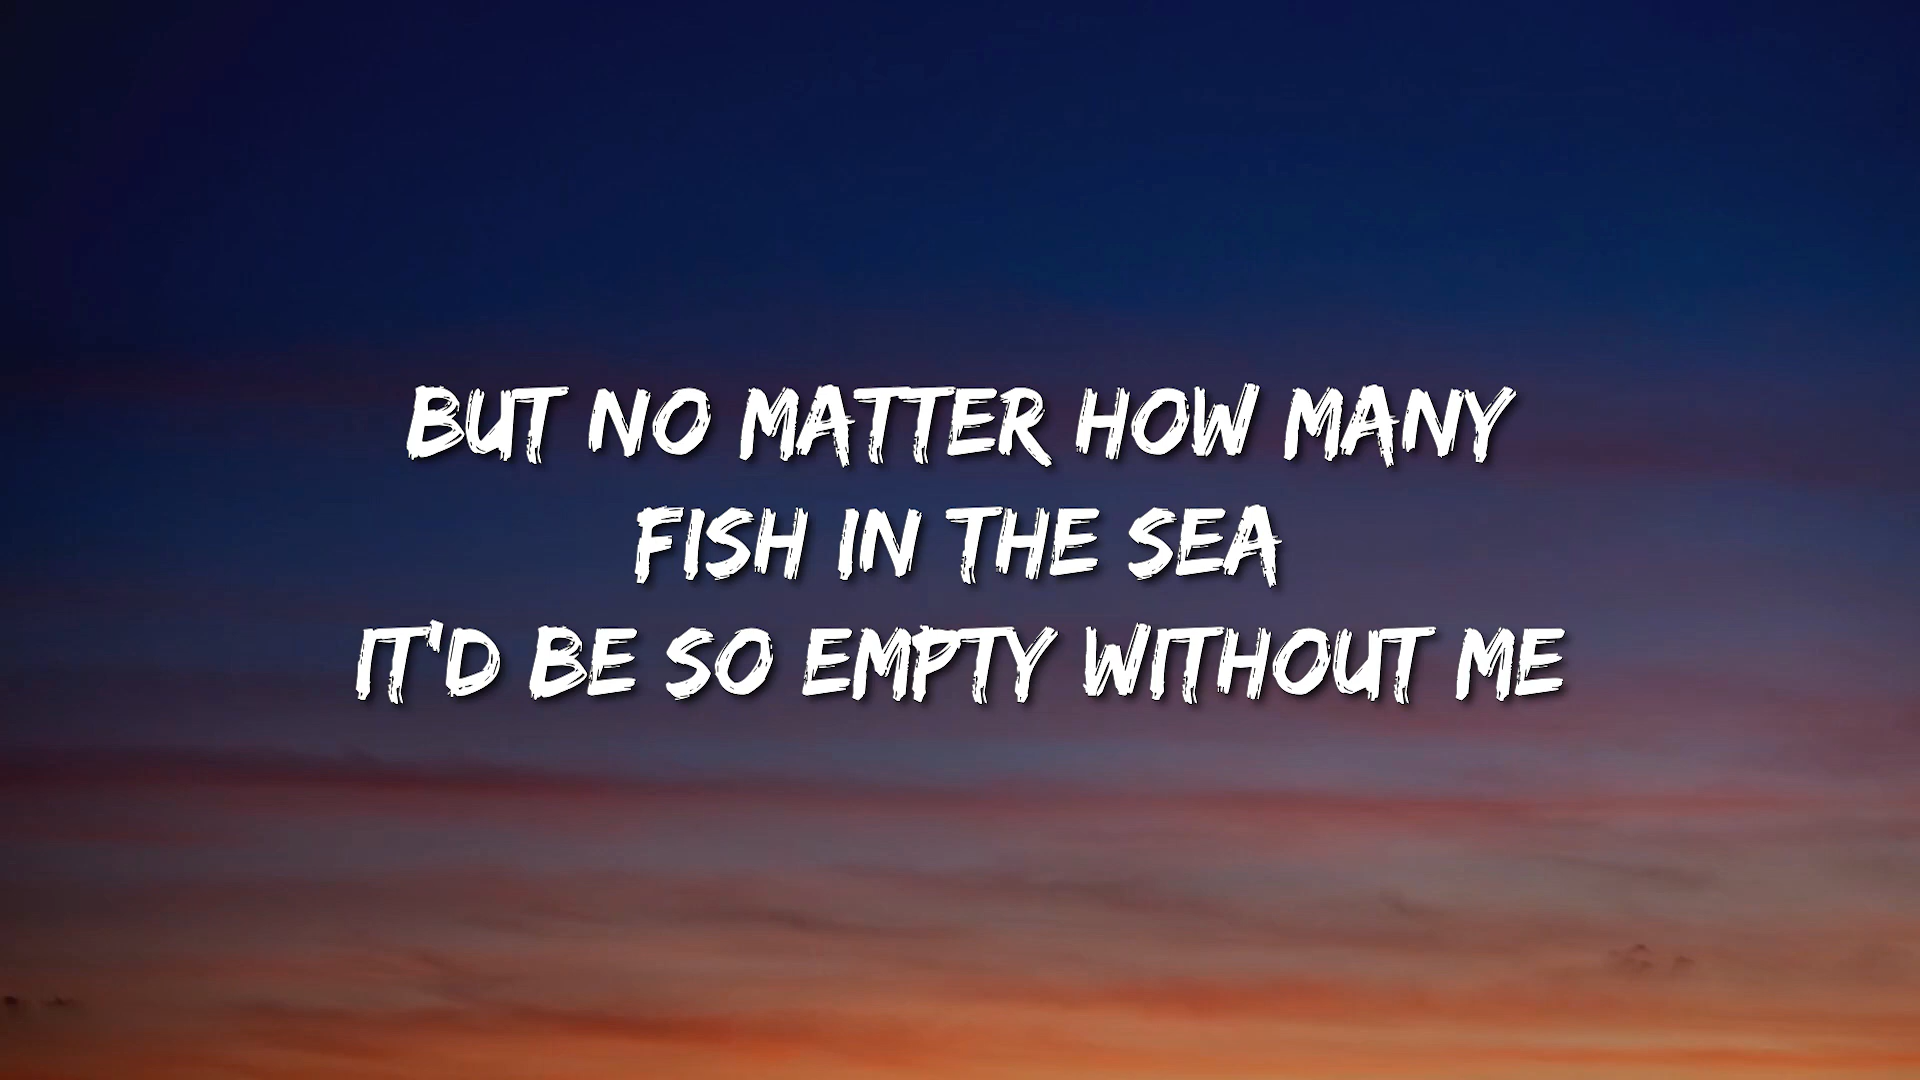 BUT NO MATTER HOW MANY
FISH IN THE SEA
IT'D BE SO EMPTY WITHOUT ME